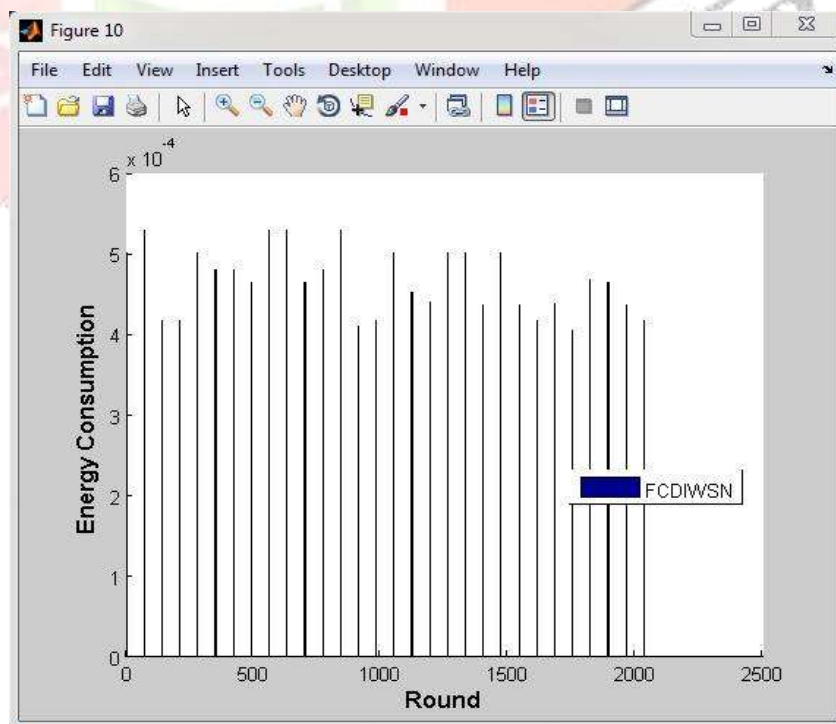 Figure 10
File Edit View Insert Tools Desktop Window Help
x 10
-4
6
5
4
3
2
1
0
Energy Consumption
FCDIWSN
0 500 1000 1500 2000 2500
Round